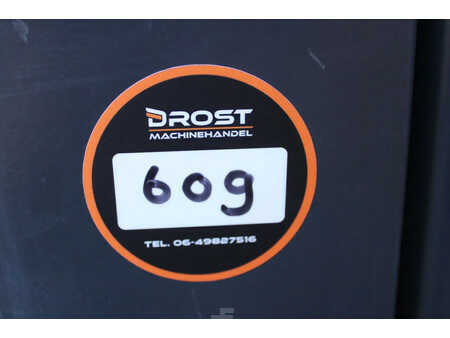 DROST
MACHINEHANDEL
609
TEL. 06-49827516